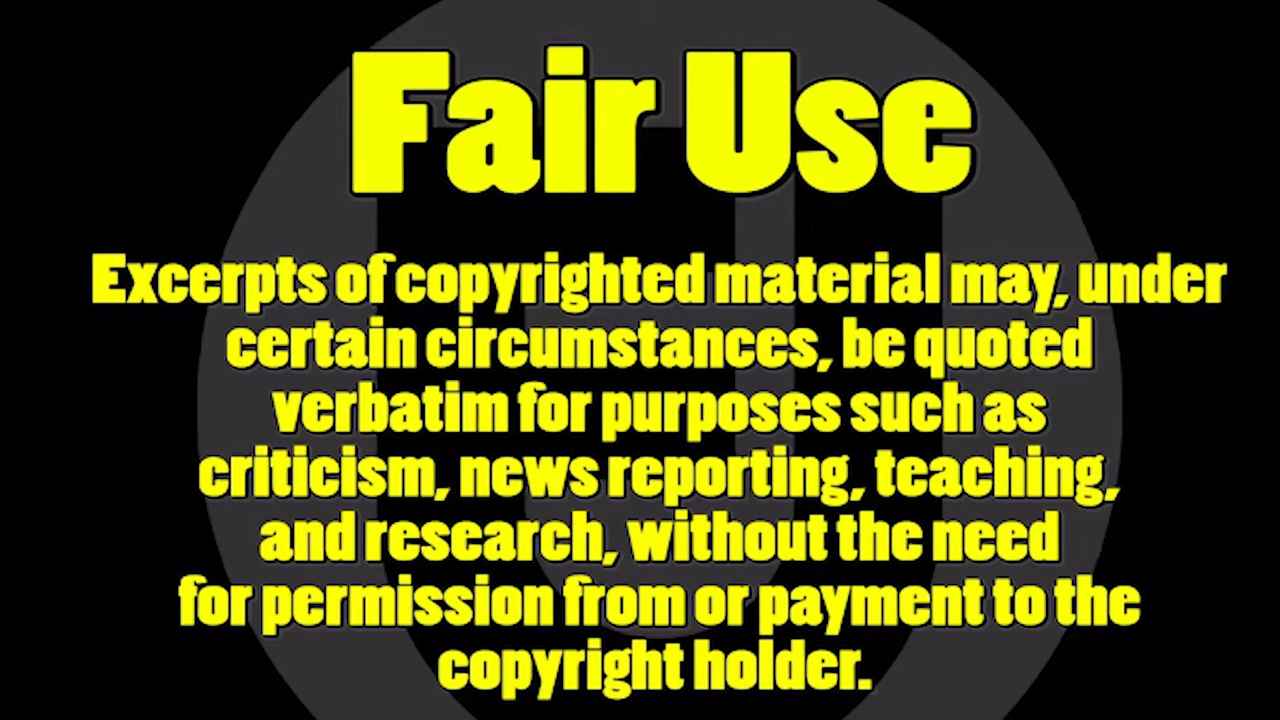 Fair Use
Excerpts of copyrighted material may, under
certain circumstances, be quoted
verbatim for purposes such as
criticism, news reporting, teaching,
and research, without the need
for permission from or payment to the
copyright holder.